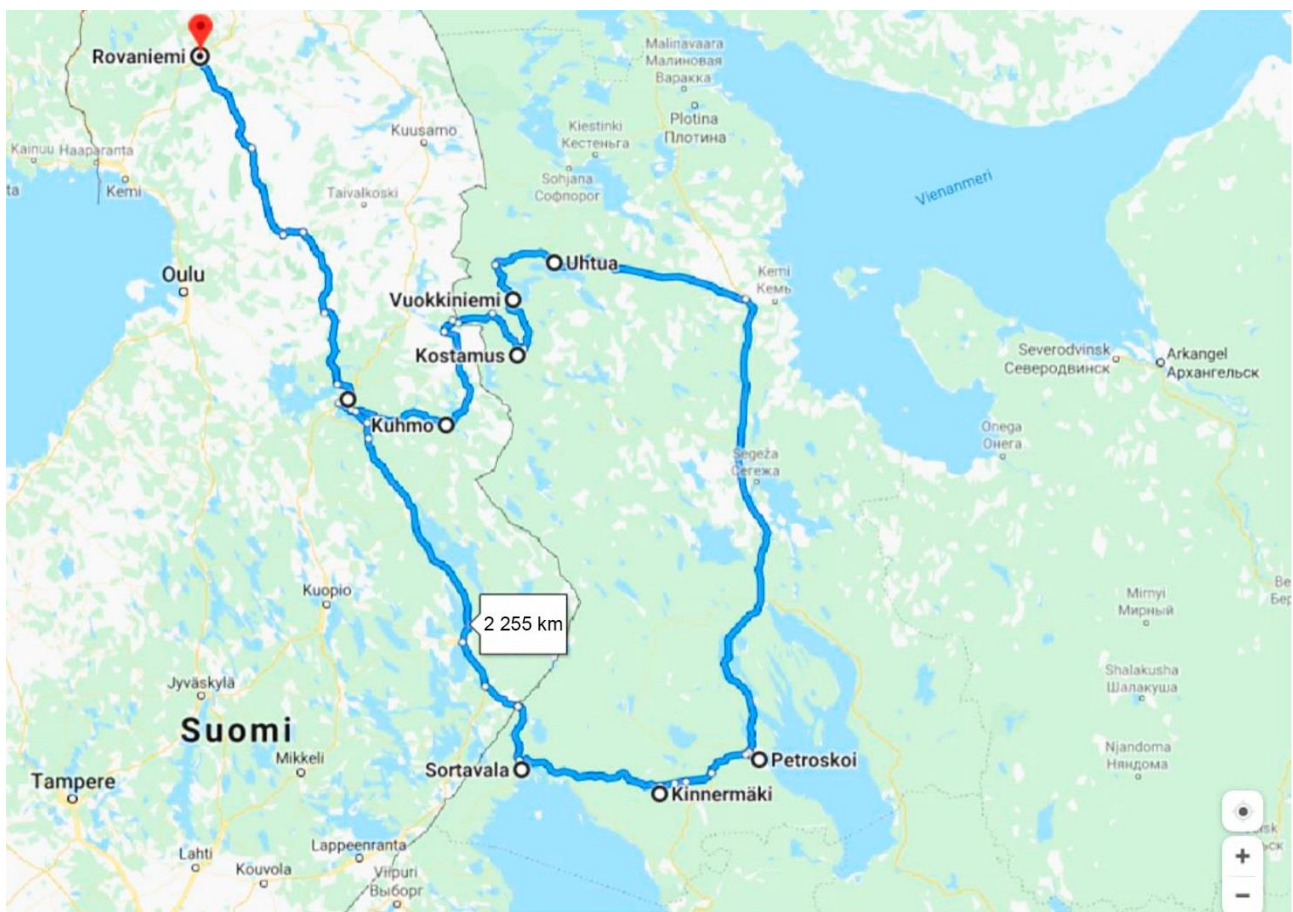 Rovaniemi
Malinavaara
Малиновая
Варакка
Plotina
Плотина
Kuusamo
Kiestinki
Кестеньга
Kainuu
Haaparanta
Kemi
Taivalkoski
Sohjana
Софпорог
Vienanmeri
Oulu
Uhtua
Kemi
Кемь
Vuokkiniemi
Kostamus
Severodvinsk
Северодвинск
Arkangel
Архангельск
Kuhmo
Onega
Онега
Segeža
Сегежа
Kuopio
2 255 km
Mirnyi
Мирный
Be
Бер
Jyväskylä
Shalakusha
Шалакуша
Suomi
Mikkeli
Sortavala
Petroskoi
Njandoma
Няндома
Tampere
Kinnermäki
Lahti
Kouvola
Lappeenranta
Viipuri
Выборг
+
−